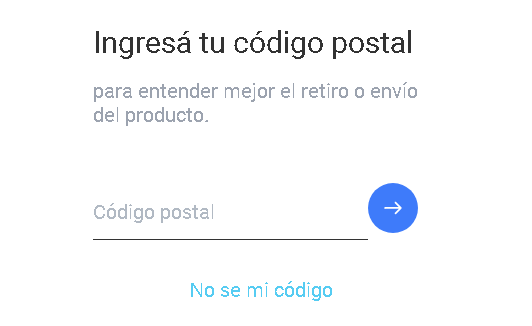 Ingresá tu código postal
para entender mejor el retiro o envío
del producto.
Código postal
No se mi código